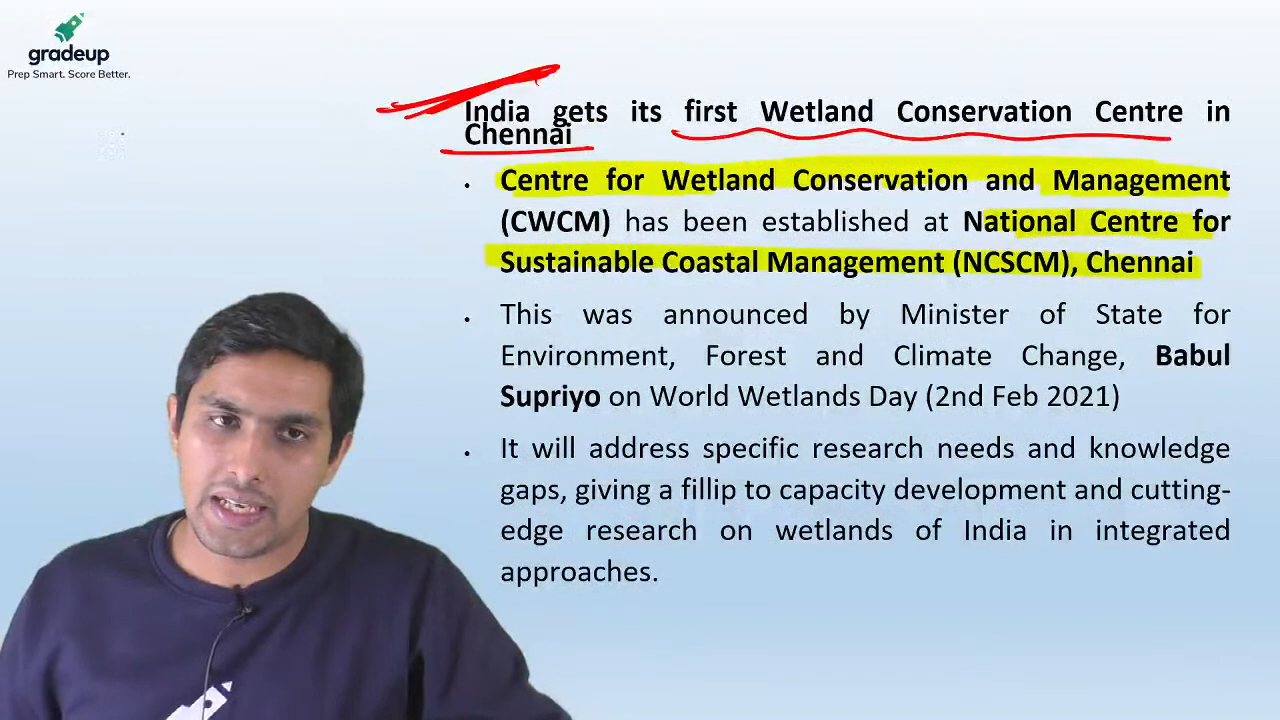 gradeup
Prep Smart. Score Better.
India gets its first Wetland Conservation Centre in
Chennai
• Centre for Wetland Conservation and Management
(CWCM) has been established at National Centre for
Sustainable Coastal Management (NCSCM), Chennai
• This was announced by Minister of State for
Environment, Forest and Climate Change, Babul
Supriyo on World Wetlands Day (2nd Feb 2021)
• It will address specific research needs and knowledge
gaps, giving a fillip to capacity development and cutting-
edge research on wetlands of India in integrated
approaches.